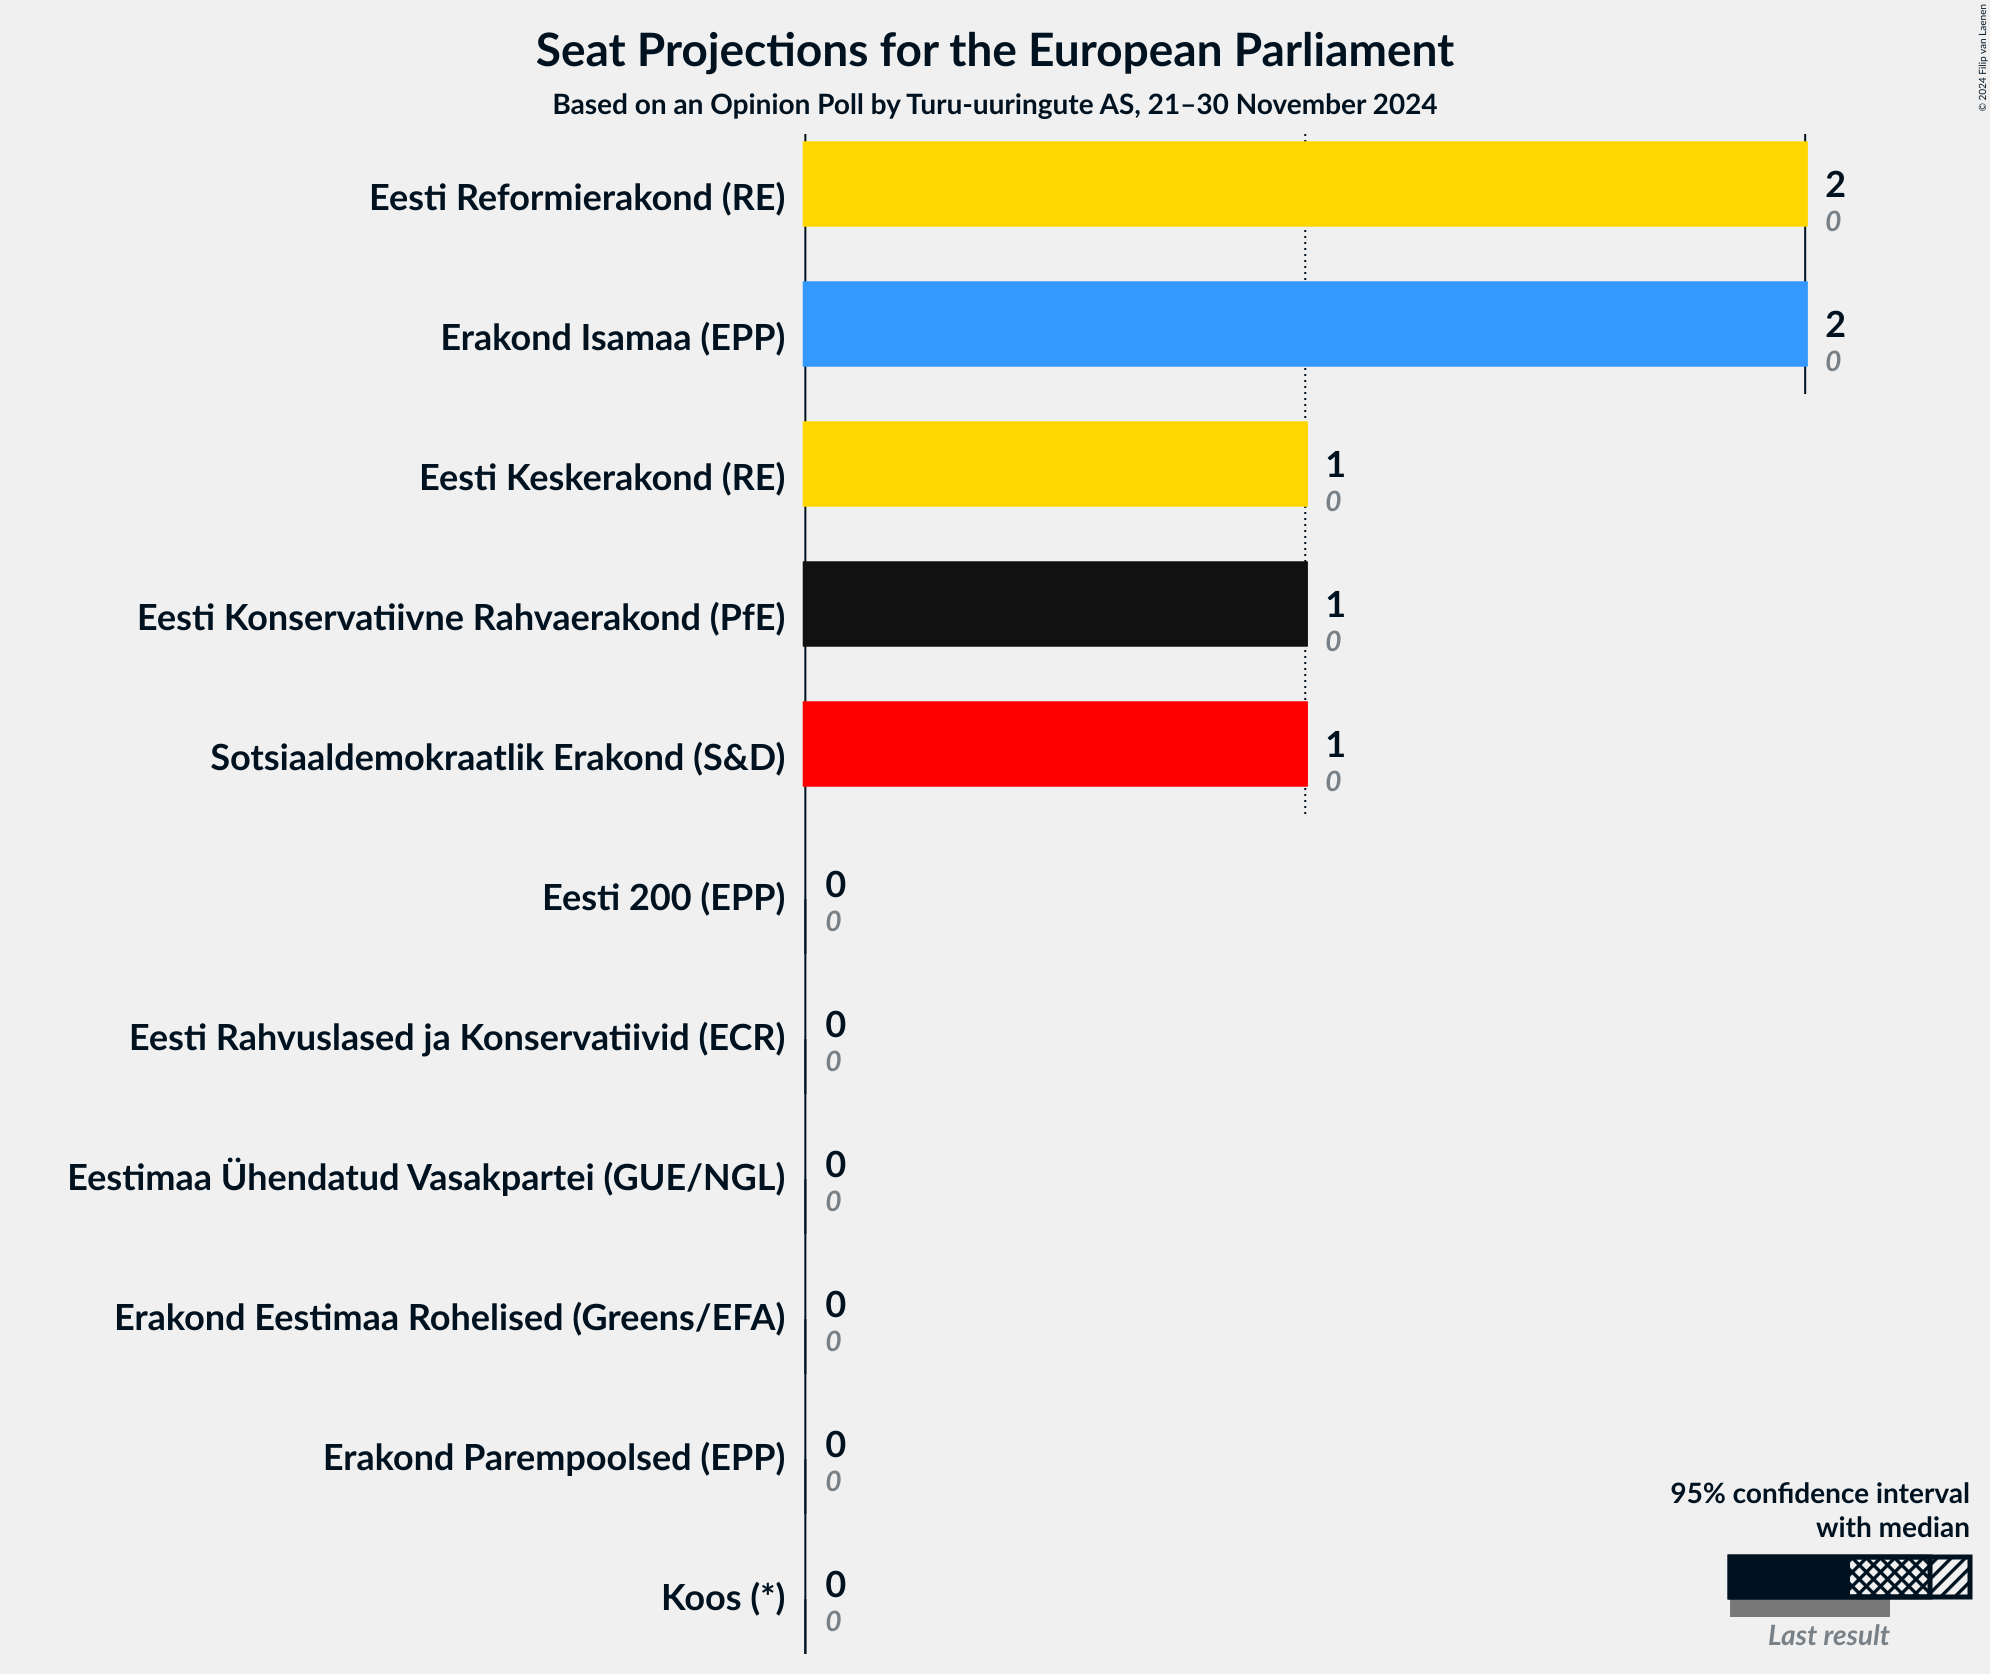 Seat Projections for the European Parliament
Based on an Opinion Poll by Turu-uuringute AS, 21–30 November 2024
© 2024 Filip van Laenen
Eesti Reformierakond (RE)
2
0
Erakond Isamaa (EPP)
2
0
Eesti Keskerakond (RE)
1
0
Eesti Konservatiivne Rahvaerakond (PfE)
1
0
Sotsiaaldemokraatlik Erakond (S&D)
1
0
Eesti 200 (EPP)
0
0
Eesti Rahvuslased ja Konservatiivid (ECR)
0
0
Eestimaa Ühendatud Vasakpartei (GUE/NGL)
0
0
Erakond Eestimaa Rohelised (Greens/EFA)
0
0
Erakond Parempoolsed (EPP)
0
0
Koos (*)
0
0
95% confidence interval
with median
Last result